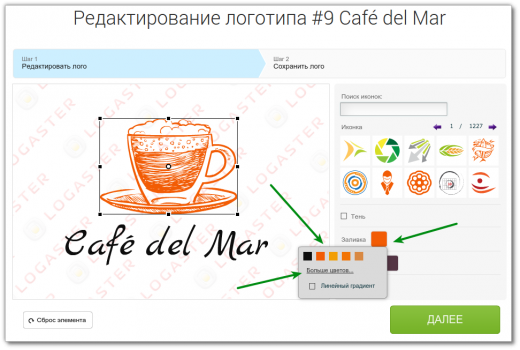 Редактирование логотипа #9 Café del Mar
Шаг 1
Редактировать лого
Шаг 2
Сохранить лого
LOGASTER
Café del Mar
Поиск иконок:
Иконка
1 / 1227
Тень
Заливка
Больше цветов...
Линейный градиент
Сброс элемента
ДАЛЕЕ